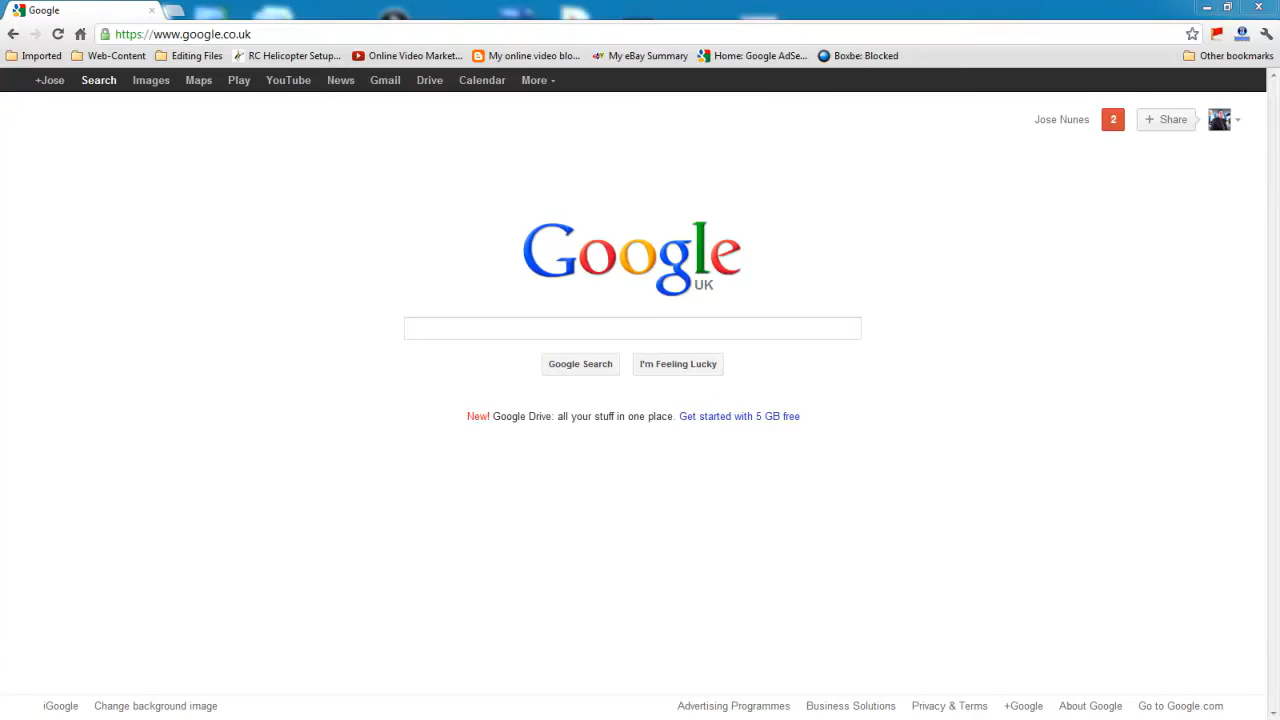 Google
https://www.google.co.uk
Imported Web-Content Editing Files RC Helicopter Setup... Online Video Market... My online video blo... My eBay Summary Home: Google AdSe... Boxbe: Blocked Other bookmarks
+Jose Search Images Maps Play YouTube News Gmail Drive Calendar More
Jose Nunes 2 + Share
Google
UK
Google Search I'm Feeling Lucky
New! Google Drive: all your stuff in one place. Get started with 5 GB free
iGoogle Change background image Advertising Programmes Business Solutions Privacy & Terms +Google About Google Go to Google.com